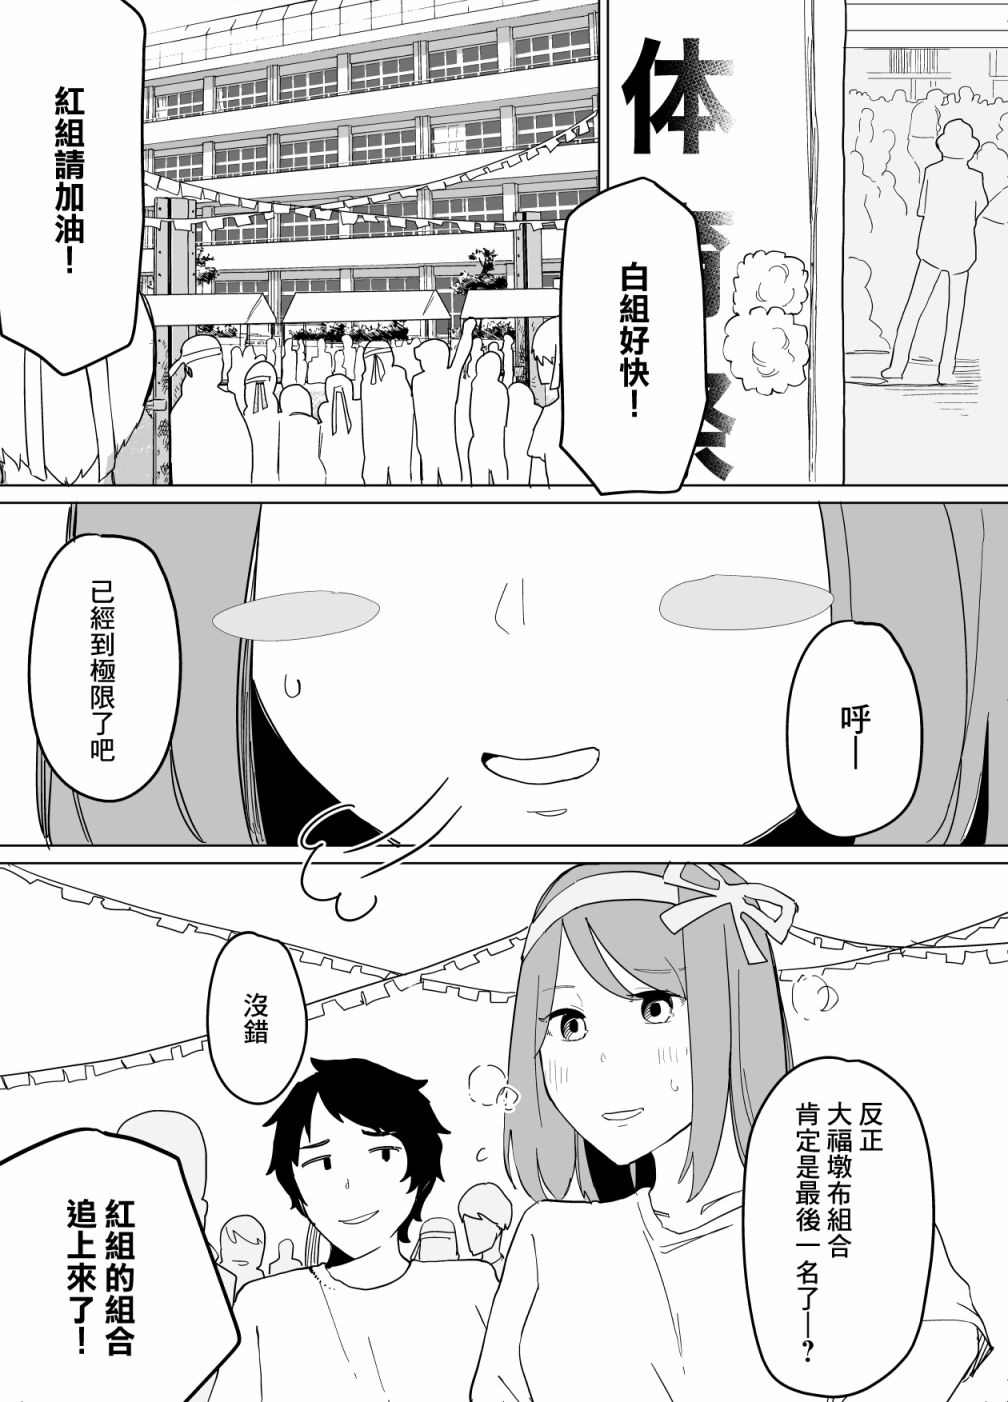 体育祭
白組好快！
紅組請加油！
呼—
已經到極限了吧
反正
大福墩布組合
肯定是最後一名了—？
沒錯
紅組的組合
追上來了！